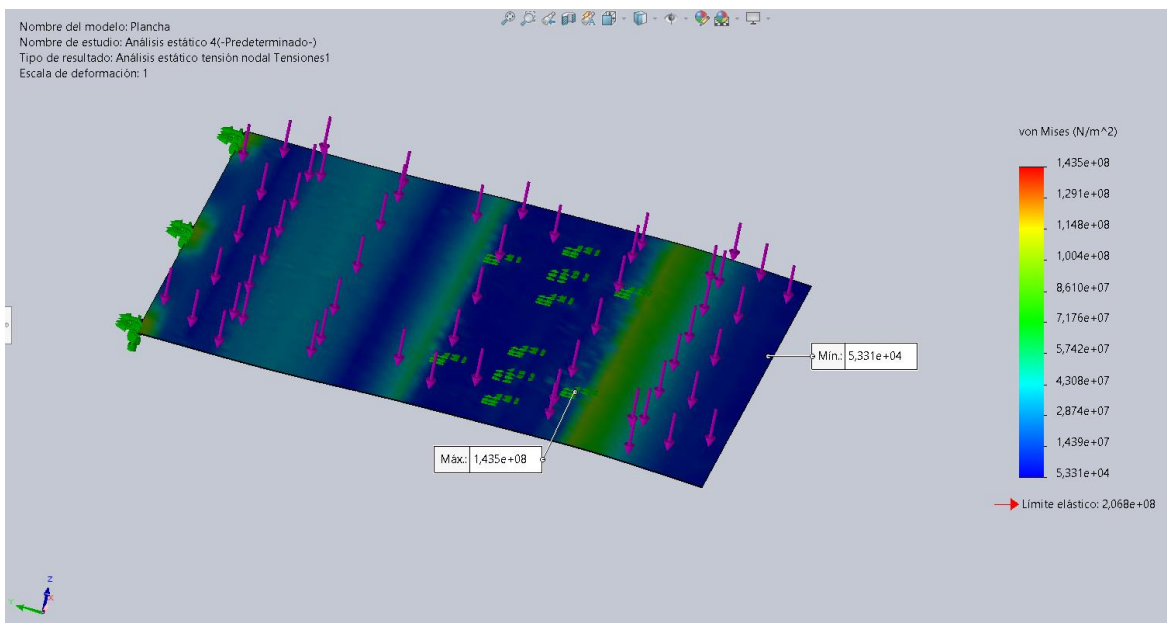 Nombre del modelo: Plancha
Nombre de estudio: Análisis estático 4(-Predeterminado-)
Tipo de resultado: Análisis estático tensión nodal Tensiones1
Escala de deformación: 1
von Mises (N/m^2)
1,435e+08
1,291e+08
1,148e+08
1,004e+08
8,610e+07
7,176e+07
5,742e+07
4,308e+07
2,874e+07
1,439e+07
5,331e+04
Límite elástico: 2,068e+08
Mín.: 5,331e+04
Máx.: 1,435e+08
Z
Y
X